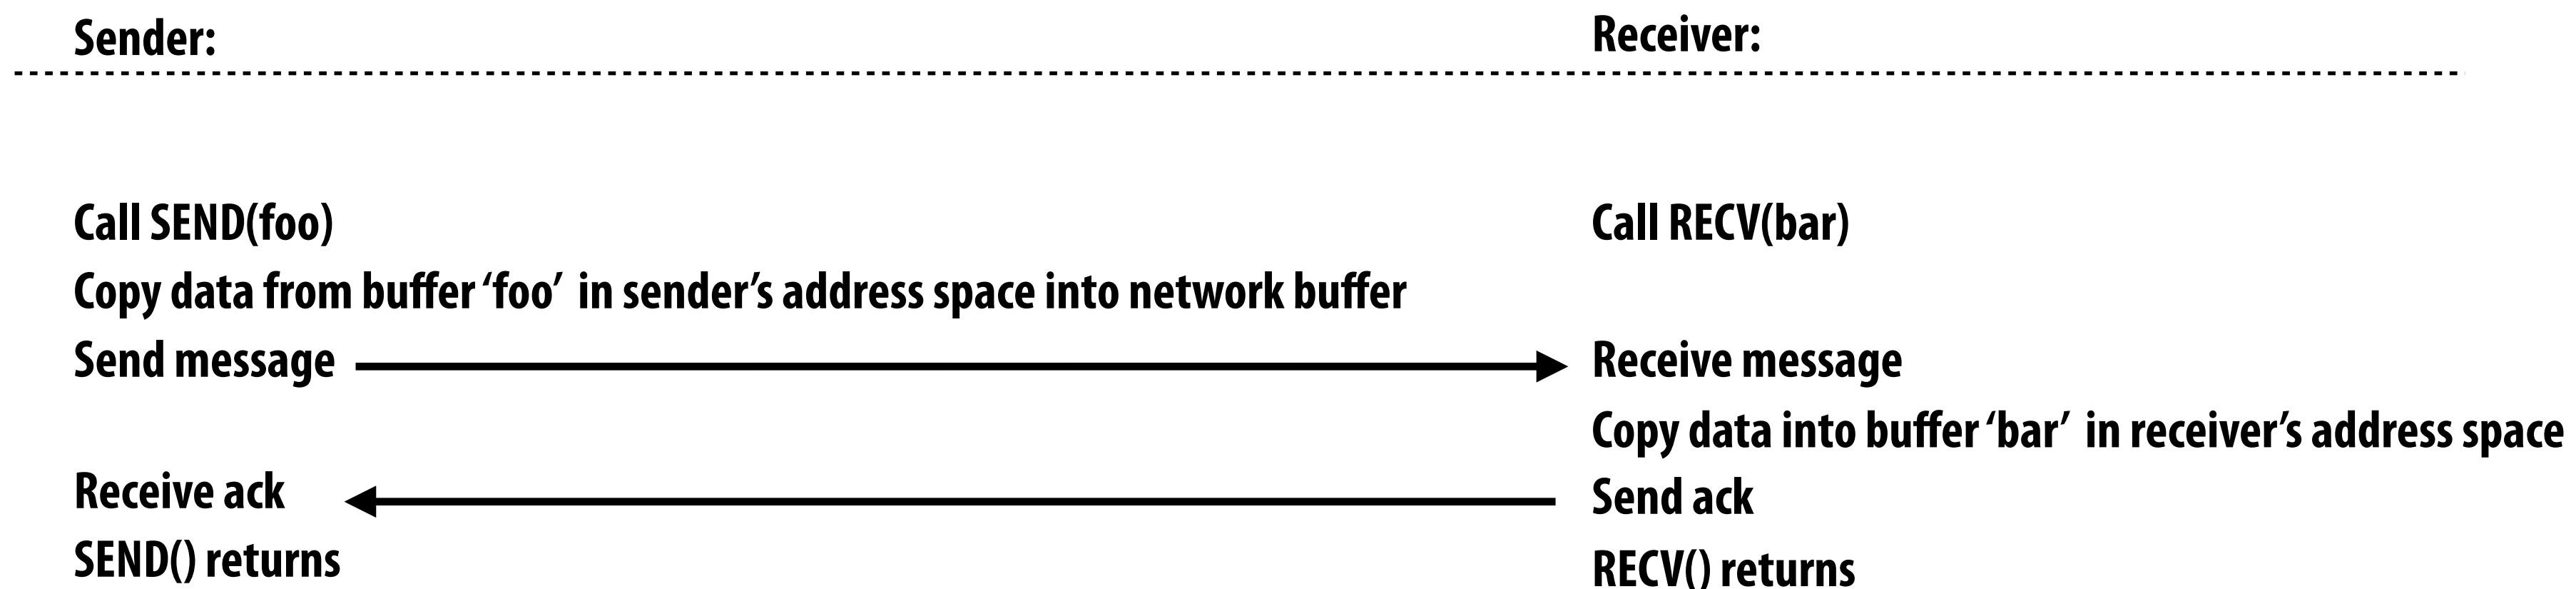 Sender:
Receiver:
Call SEND(foo)
Call RECV(bar)
Copy data from buffer ‘foo’ in sender’s address space into network buffer
Send message
Receive message
Copy data into buffer ‘bar’ in receiver’s address space
Receive ack
Send ack
SEND() returns
RECV() returns